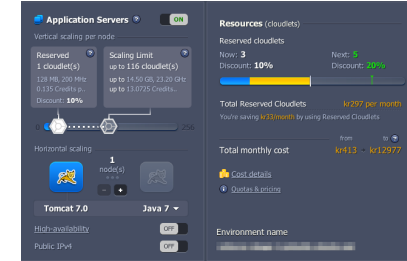 Application Servers ?
ON
Vertical scaling per node
Reserved ?
1 cloudlet(s)
128 MB, 200 MHz
0.135 Credits p..
Discount: 10%
Scaling Limit ?
up to 116 cloudlet(s)
up to 14.50 GB, 23.20 GHz
up to 13.0725 Credits..
0
256
Horizontal scaling
1
node(s)
- +
Tomcat 7.0
Java 7
High-availability
OFF
Public IPv4
OFF
Resources (cloudlets)
Reserved cloudlets
Now: 3
Next: 5
Discount: 10%
Discount: 20%
Total Reserved Cloudlets
kr297 per month
You're saving kr33/month by using Reserved Cloudlets
from
to ?
Total monthly cost
kr413 - kr12977
Cost details
Quotas & pricing
Environment name